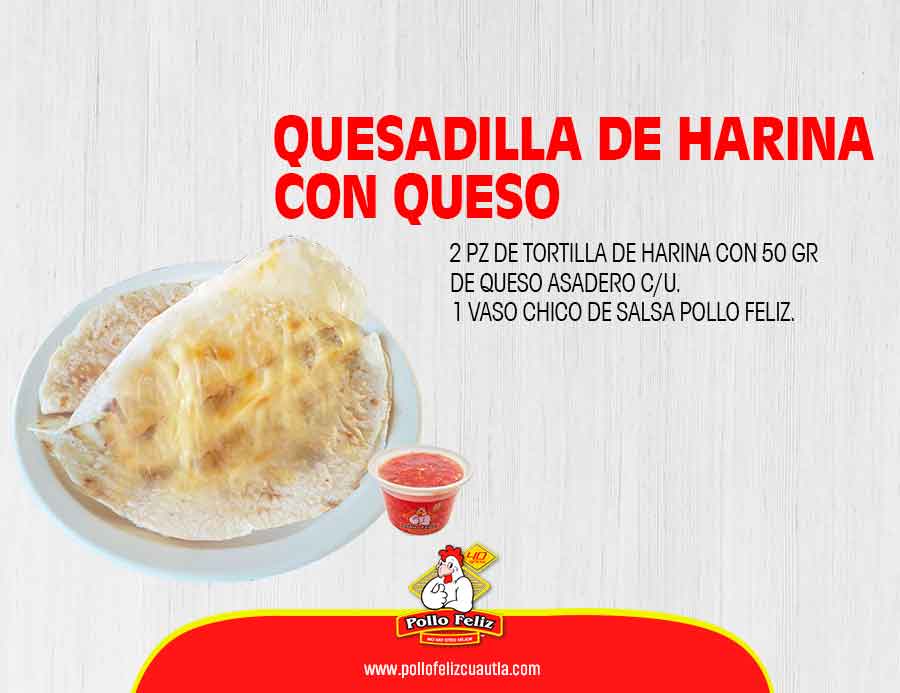 QUESADILLA DE HARINA
CON QUESO
2 PZ DE TORTILLA DE HARINA CON 50 GR
DE QUESO ASADERO C/U.
1 VASO CHICO DE SALSA POLLO FELIZ.
40
Pollo Feliz
www.pollofelizcuautla.com